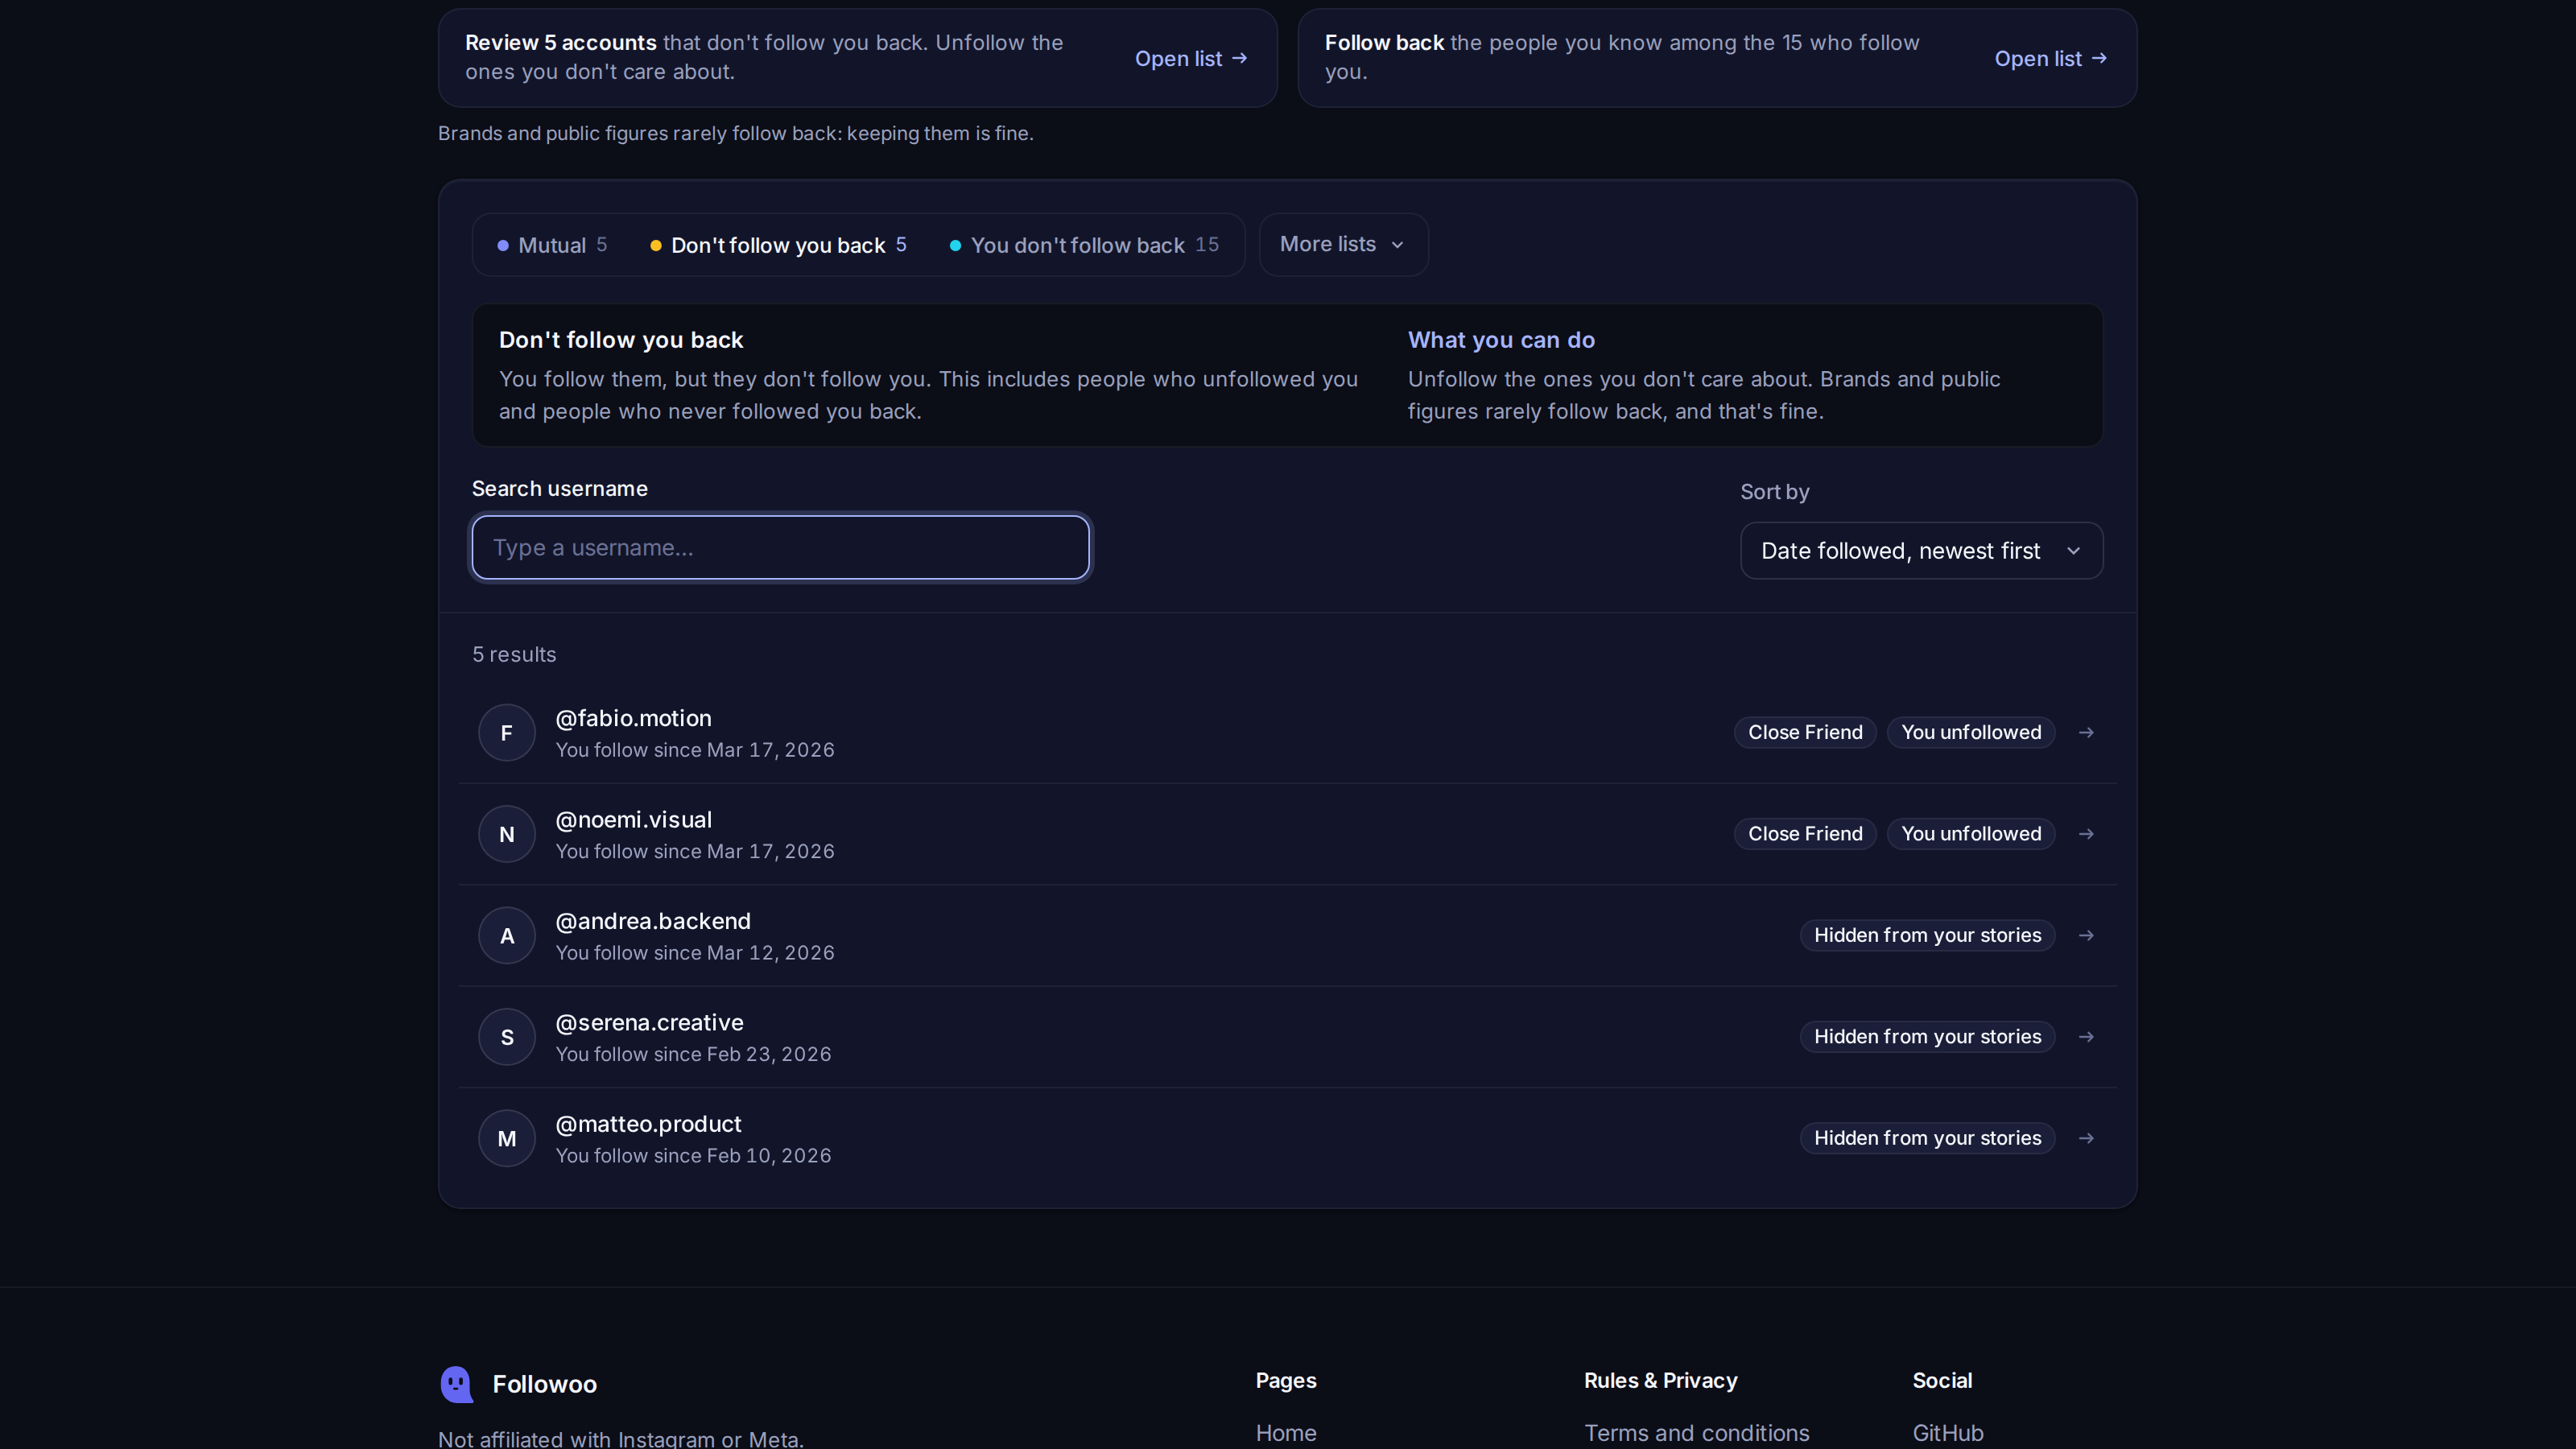 Review 5 accounts that don't follow you back. Unfollow the
ones you don't care about.
Open list →
Follow back the people you know among the 15 who follow
you.
Open list →
Brands and public figures rarely follow back: keeping them is fine.
Mutual 5
Don't follow you back 5
You don't follow back 15
More lists
Don't follow you back
You follow them, but they don't follow you. This includes people who unfollowed you
and people who never followed you back.
What you can do
Unfollow the ones you don't care about. Brands and public
figures rarely follow back, and that's fine.
Search username
Type a username...
Sort by
Date followed, newest first
5 results
F
@fabio.motion
You follow since Mar 17, 2026
Close Friend
You unfollowed
→
N
@noemi.visual
You follow since Mar 17, 2026
Close Friend
You unfollowed
→
A
@andrea.backend
You follow since Mar 12, 2026
Hidden from your stories
→
S
@serena.creative
You follow since Feb 23, 2026
Hidden from your stories
→
M
@matteo.product
You follow since Feb 10, 2026
Hidden from your stories
→
Followoo
Not affiliated with Instagram or Meta.
Pages
Home
Rules & Privacy
Terms and conditions
Social
GitHub